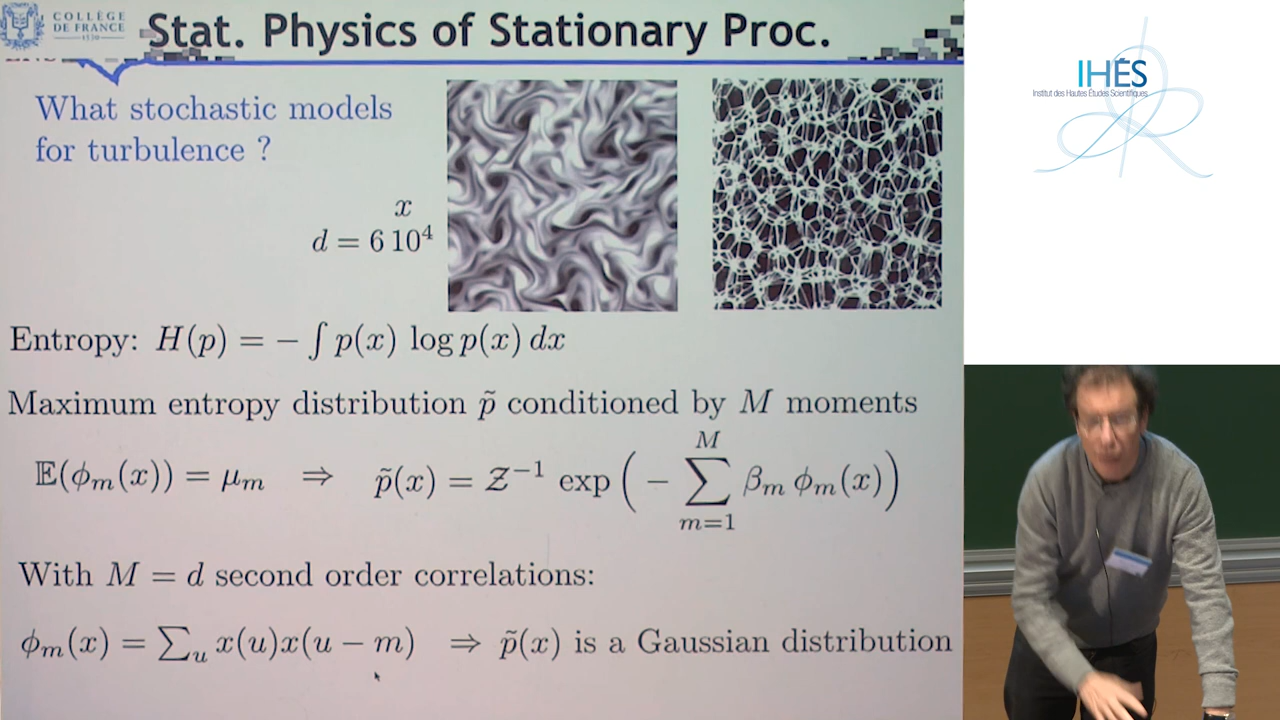 COLLÈGE
DE FRANCE
1530
Stat. Physics of Stationary Proc.
What stochastic models
for turbulence ?
x
d = 6 10⁴
Entropy: H(p) = − ∫ p(x) log p(x) dx
Maximum entropy distribution p̃ conditioned by M moments
𝔼(ϕₘ(x)) = μₘ ⇒ p̃(x) = Z⁻¹ exp ( − ∑_{m=1}^{M} βₘ ϕₘ(x) )
With M = d second order correlations:
ϕₘ(x) = ∑ᵤ x(u)x(u − m) ⇒ p̃(x) is a Gaussian distribution
IHÉS
Institut des Hautes Études Scientifiques